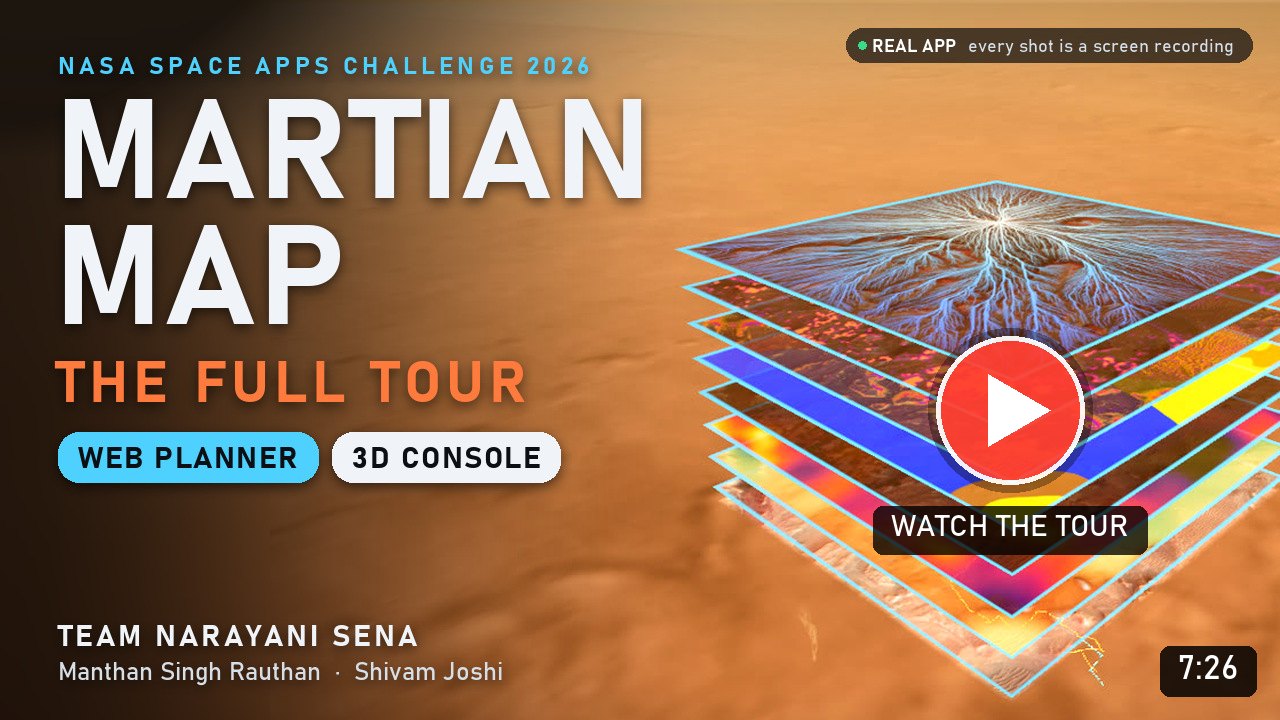 NASA SPACE APPS CHALLENGE 2026
REAL APP every shot is a screen recording
MARTIAN
MAP
THE FULL TOUR
WEB PLANNER
3D CONSOLE
WATCH THE TOUR
TEAM NARAYANI SENA
Manthan Singh Rauthan · Shivam Joshi
7:26